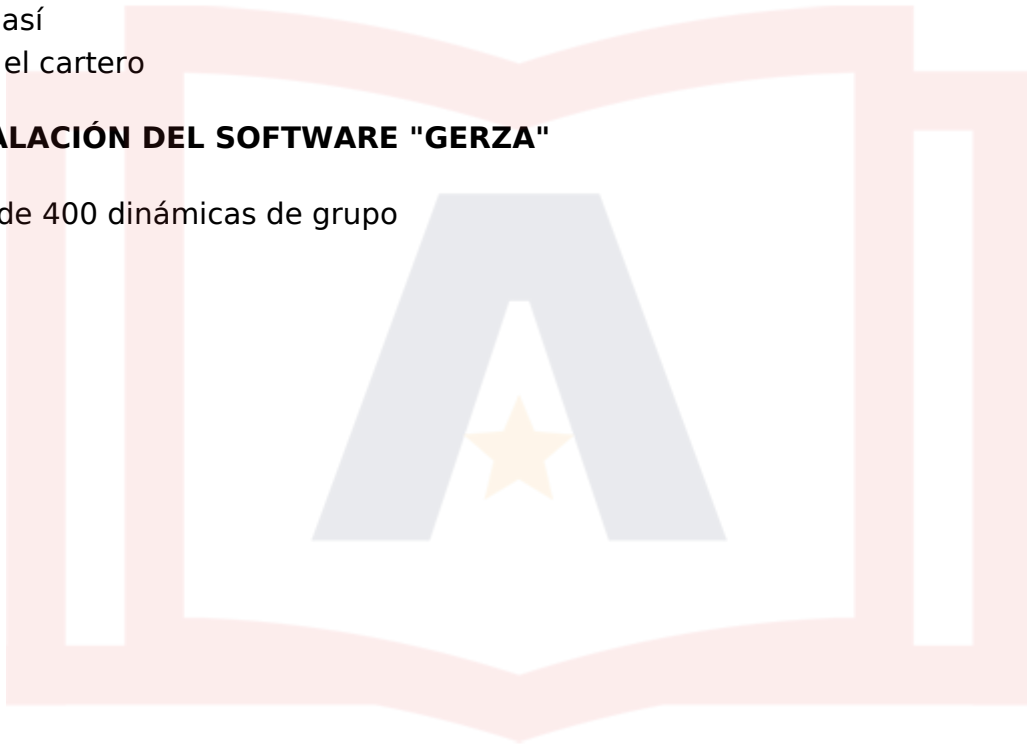 así
el cartero
ALACIÓN DEL SOFTWARE "GERZA"
de 400 dinámicas de grupo